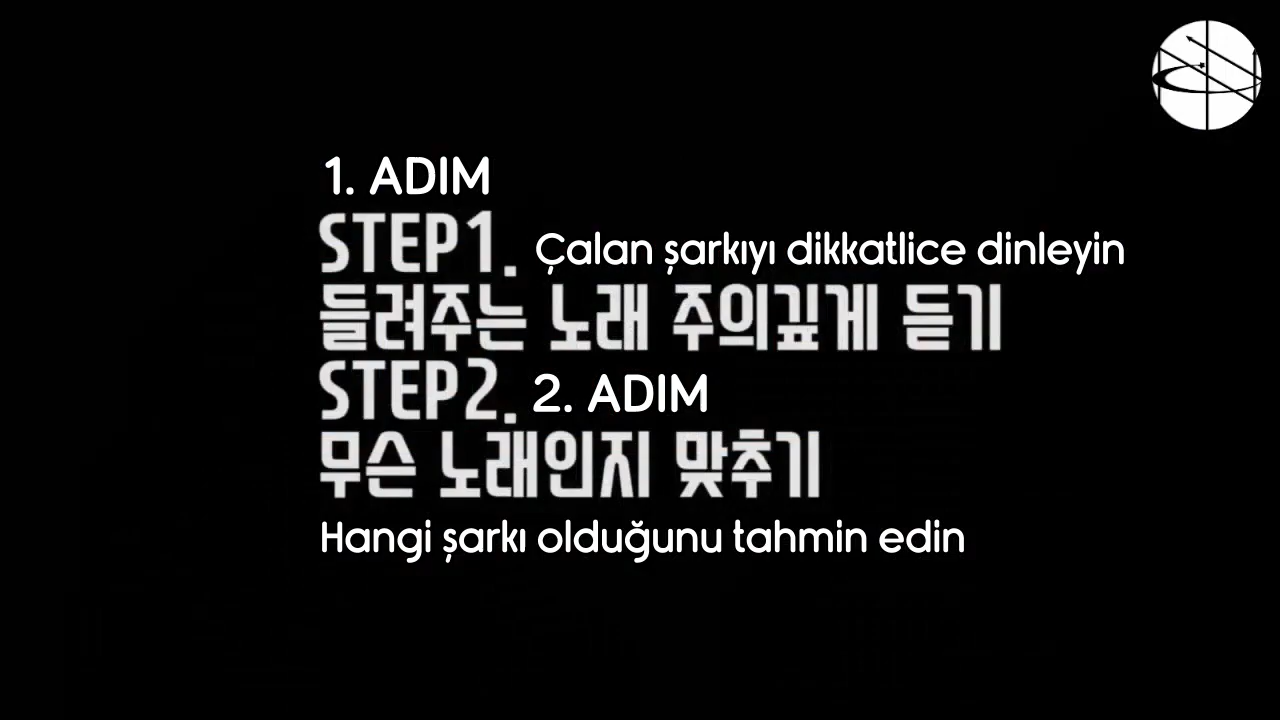 1. ADIM
STEP1. Çalan şarkıyı dikkatlice dinleyin
들려주는 노래 주의깊게 듣기
STEP2. 2. ADIM
무슨 노래인지 맞추기
Hangi şarkı olduğunu tahmin edin